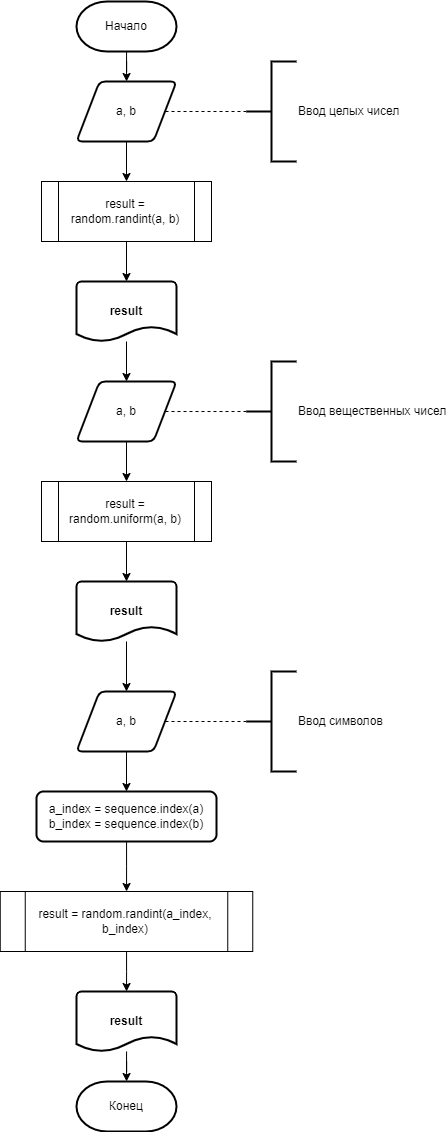 Начало
a, b
Ввод целых чисел
result =
random.randint(a, b)
result
a, b
Ввод вещественных чисел
result =
random.uniform(a, b)
result
a, b
Ввод символов
a_index = sequence.index(a)
b_index = sequence.index(b)
result = random.randint(a_index,
b_index)
result
Конец